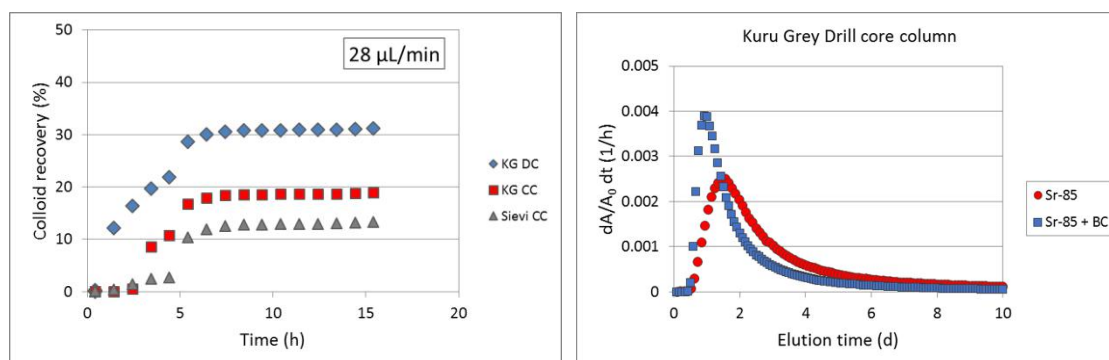 28 µL/min
Colloid recovery (%)
50
40
30
20
10
0
0
5
10
15
20
Time (h)
KG DC
KG CC
Sievi CC
Kuru Grey Drill core column
dA/A₀ dt (1/h)
0.005
0.004
0.003
0.002
0.001
0
0
2
4
6
8
10
Elution time (d)
Sr-85
Sr-85 + BC